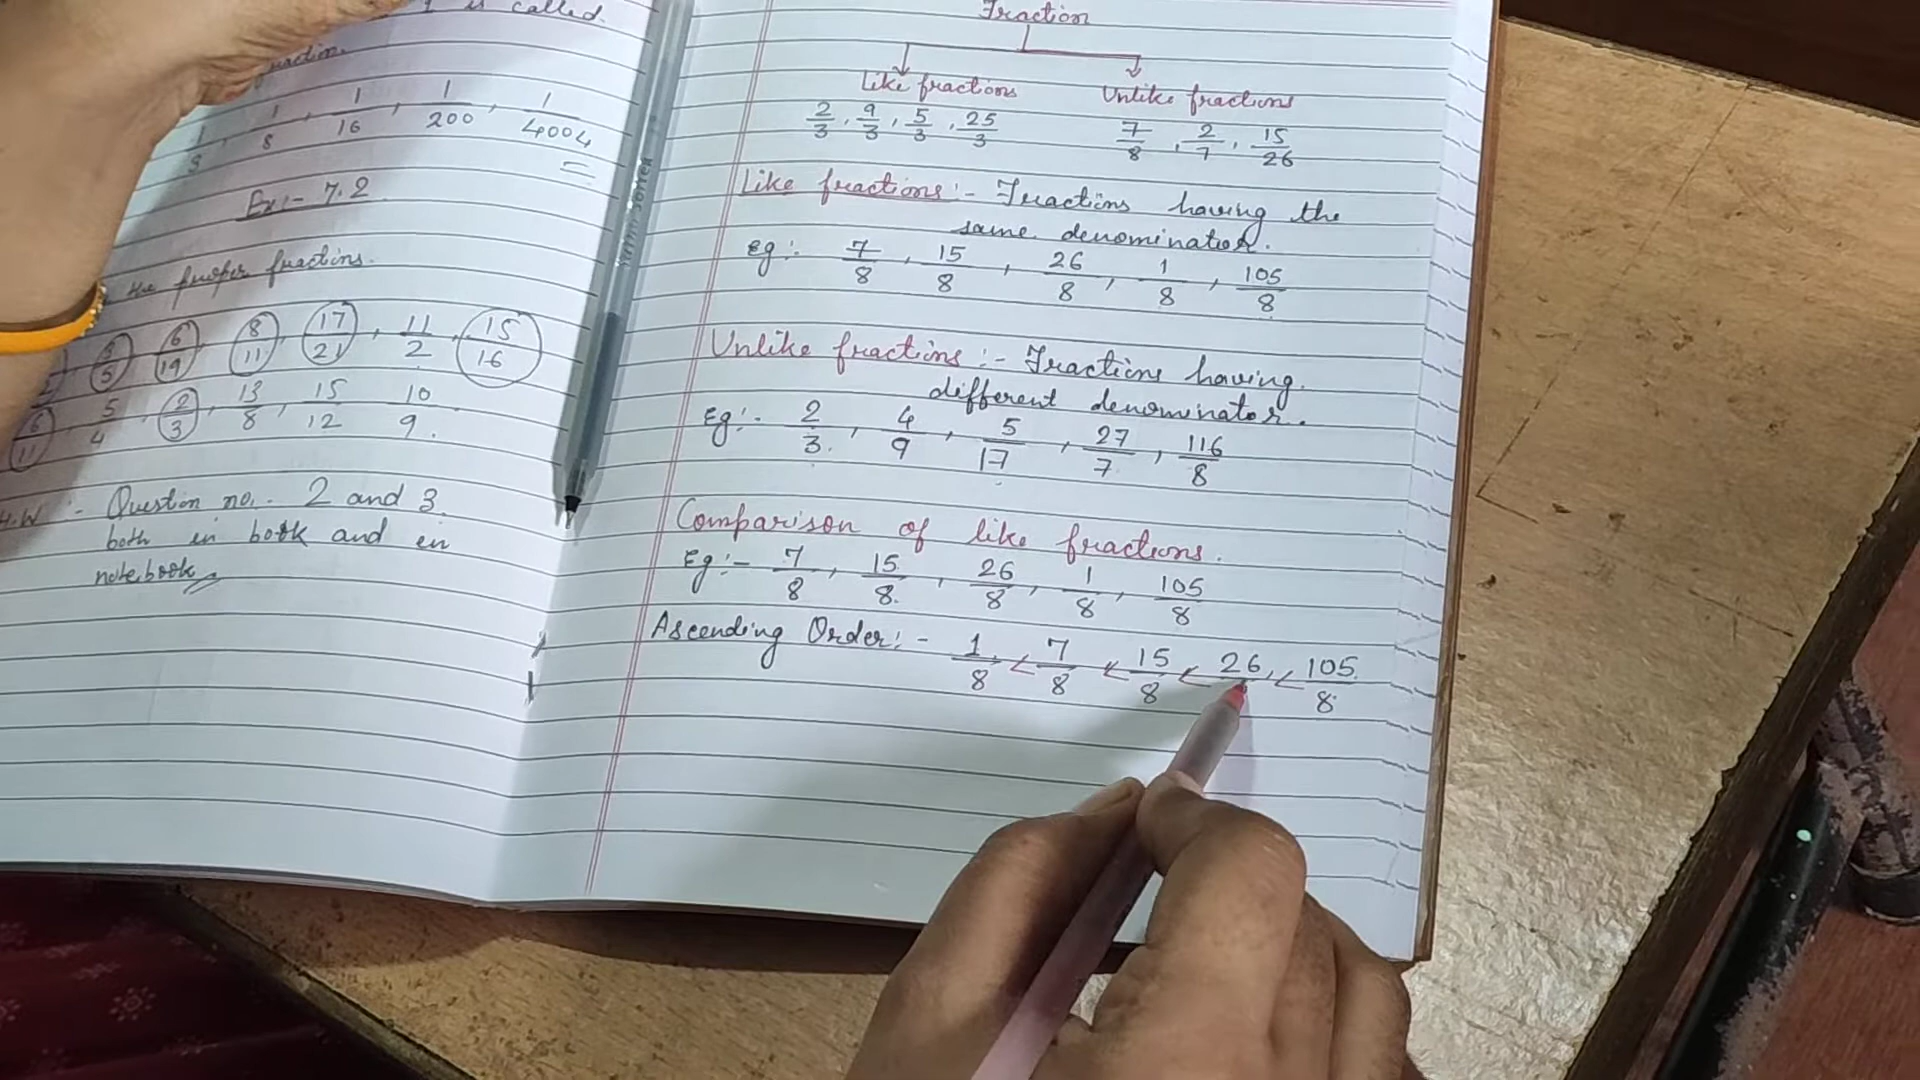 is called
fraction.
1/8, 1/16, 1/200, 1/4004
Ex:- 7.2
the proper fractions.
5, 6/19, 8/11, 17/21, 11/2, 15/16
6/11, 5/4, 2/3, 13/8, 15/12 10/9.
H.W :- Question no. - 2 and 3.
both in book and in
notebook
Fraction
Like fractions Unlike fractions
2/3, 9/3, 5/3, 25/3 7/8, 2/7, 15/26
Like fractions :- Fractions having the
same denominator.
Eg:- 7/8, 15/8, 26/8, 1/8, 105/8
Unlike fractions :- Fractions having
different denominator.
Eg:- 2/3, 4/9, 5/17, 27/7, 116/8
Comparison of like fractions.
Eg:- 7/8, 15/8, 26/8, 1/8, 105/8
Ascending Order:- 1/8 < 7/8 < 15/8 < 26 < 105/8